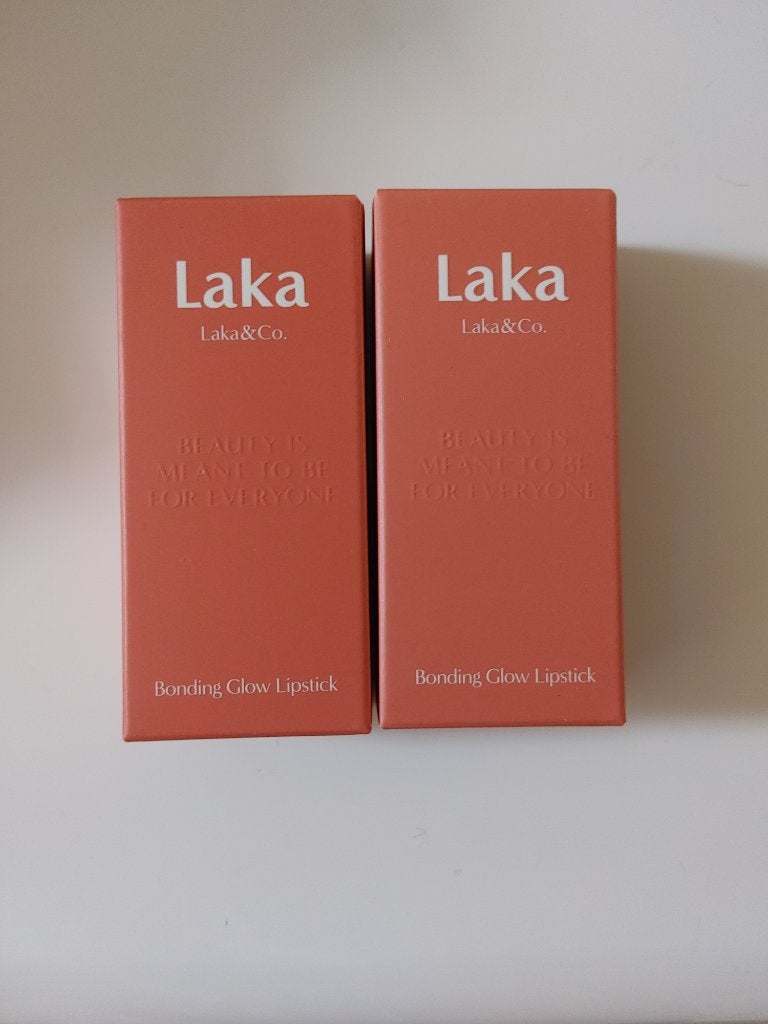 Laka
Laka&Co.
BEAUTY IS
MEANT TO BE
FOR EVERYONE
Bonding Glow Lipstick
Laka
Laka&Co.
BEAUTY IS
MEANT TO BE
FOR EVERYONE
Bonding Glow Lipstick